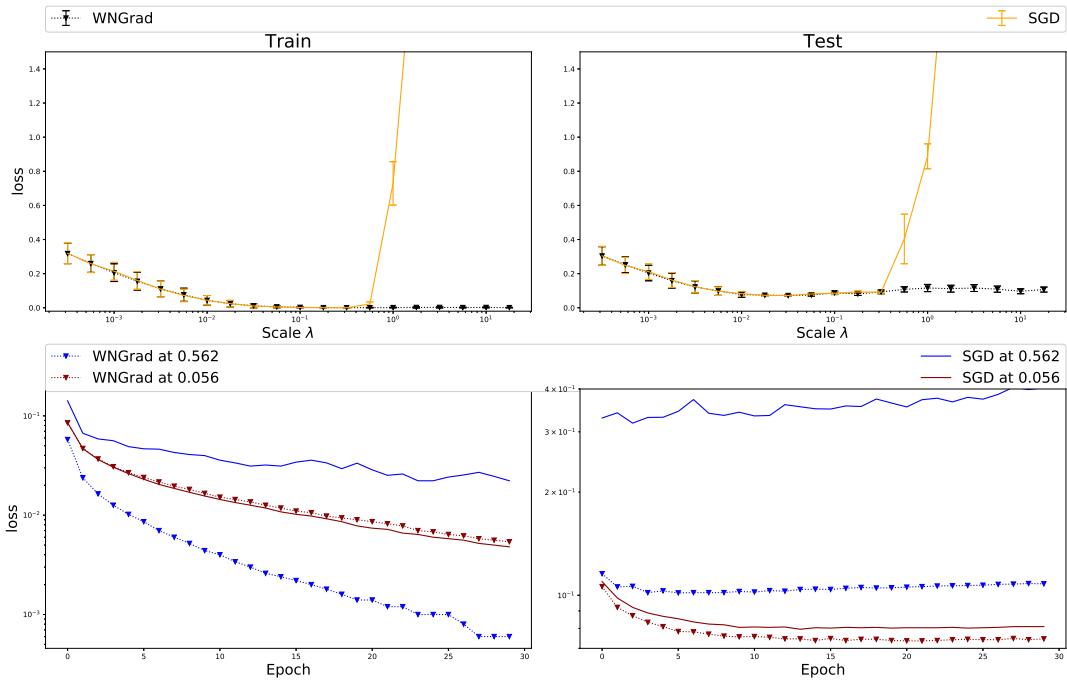 WNGrad
SGD
Train
Test
1.4
1.2
1.0
0.8
0.6
0.4
0.2
0.0
loss
10⁻³
10⁻²
10⁻¹
10⁰
10¹
Scale λ
1.4
1.2
1.0
0.8
0.6
0.4
0.2
0.0
10⁻³
10⁻²
10⁻¹
10⁰
10¹
Scale λ
WNGrad at 0.562
WNGrad at 0.056
SGD at 0.562
SGD at 0.056
10⁻¹
10⁻²
10⁻³
loss
0
5
10
15
20
25
30
Epoch
4 × 10⁻¹
3 × 10⁻¹
2 × 10⁻¹
10⁻¹
0
5
10
15
20
25
30
Epoch